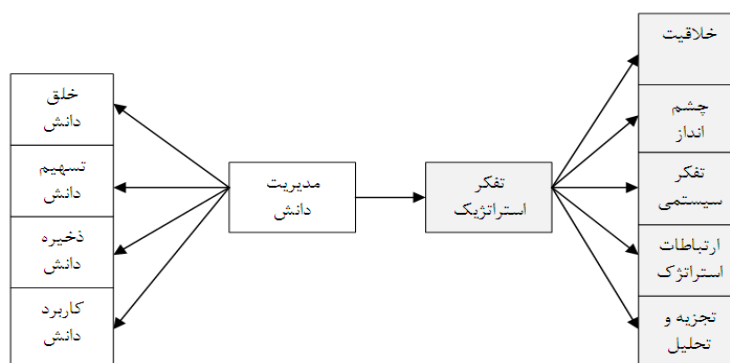 خلاقیت
چشم
انداز
تفکر
سیستمی
ارتباطات
استراتژک
تجزیه و
تحلیل
تفکر
استراتژیک
مدیریت
دانش
خلق
دانش
تسهیم
دانش
ذخیره
دانش
کاربرد
دانش